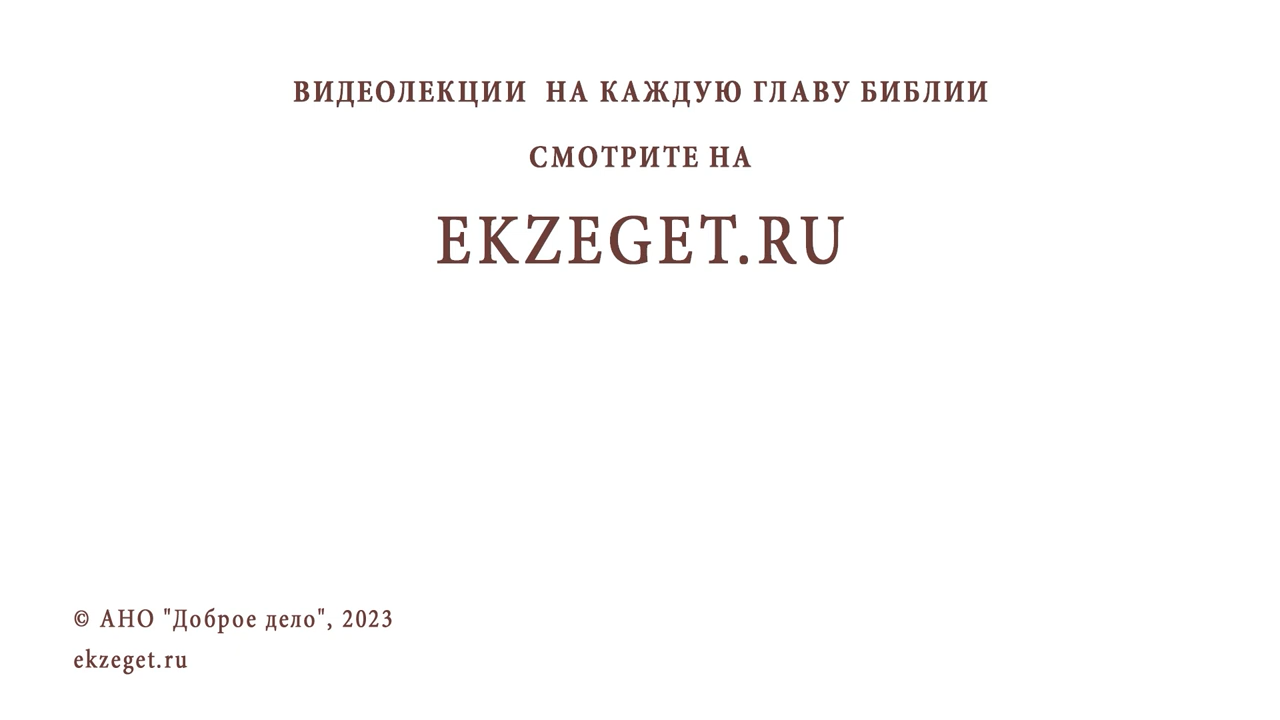 ВИДЕОЛЕКЦИИ НА КАЖДУЮ ГЛАВУ БИБЛИИ
СМОТРИТЕ НА
EKZEGET.RU
© АНО "Доброе дело", 2023
ekzeget.ru